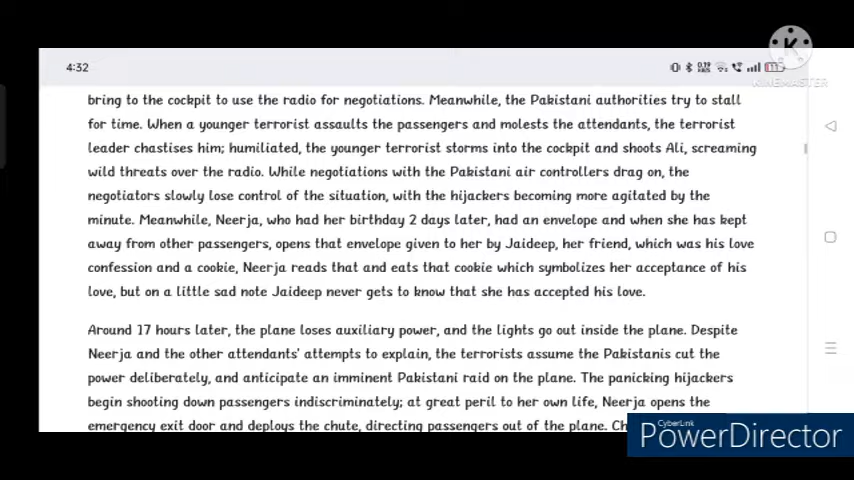 4:32
KINEMASTER
bring to the cockpit to use the radio for negotiations. Meanwhile, the Pakistani authorities try to stall
for time. When a younger terrorist assaults the passengers and molests the attendants, the terrorist
leader chastises him; humiliated, the younger terrorist storms into the cockpit and shoots Ali, screaming
wild threats over the radio. While negotiations with the Pakistani air controllers drag on, the
negotiators slowly lose control of the situation, with the hijackers becoming more agitated by the
minute. Meanwhile, Neerja, who had her birthday 2 days later, had an envelope and when she has kept
away from other passengers, opens that envelope given to her by Jaideep, her friend, which was his love
confession and a cookie, Neerja reads that and eats that cookie which symbolizes her acceptance of his
love, but on a little sad note Jaideep never gets to know that she has accepted his love.
Around 17 hours later, the plane loses auxiliary power, and the lights go out inside the plane. Despite
Neerja and the other attendants' attempts to explain, the terrorists assume the Pakistanis cut the
power deliberately, and anticipate an imminent Pakistani raid on the plane. The panicking hijackers
begin shooting down passengers indiscriminately; at great peril to her own life, Neerja opens the
emergency exit door and deploys the chute, directing passengers out of the plane.
CyberLink
PowerDirector